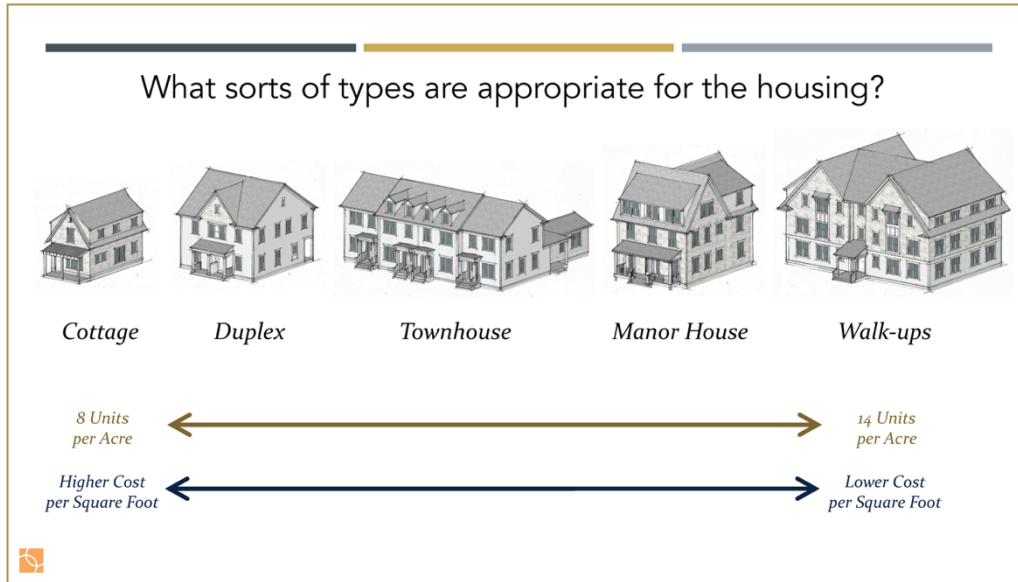 What sorts of types are appropriate for the housing?
Cottage
Duplex
Townhouse
Manor House
Walk-ups
8 Units
per Acre
14 Units
per Acre
Higher Cost
per Square Foot
Lower Cost
per Square Foot